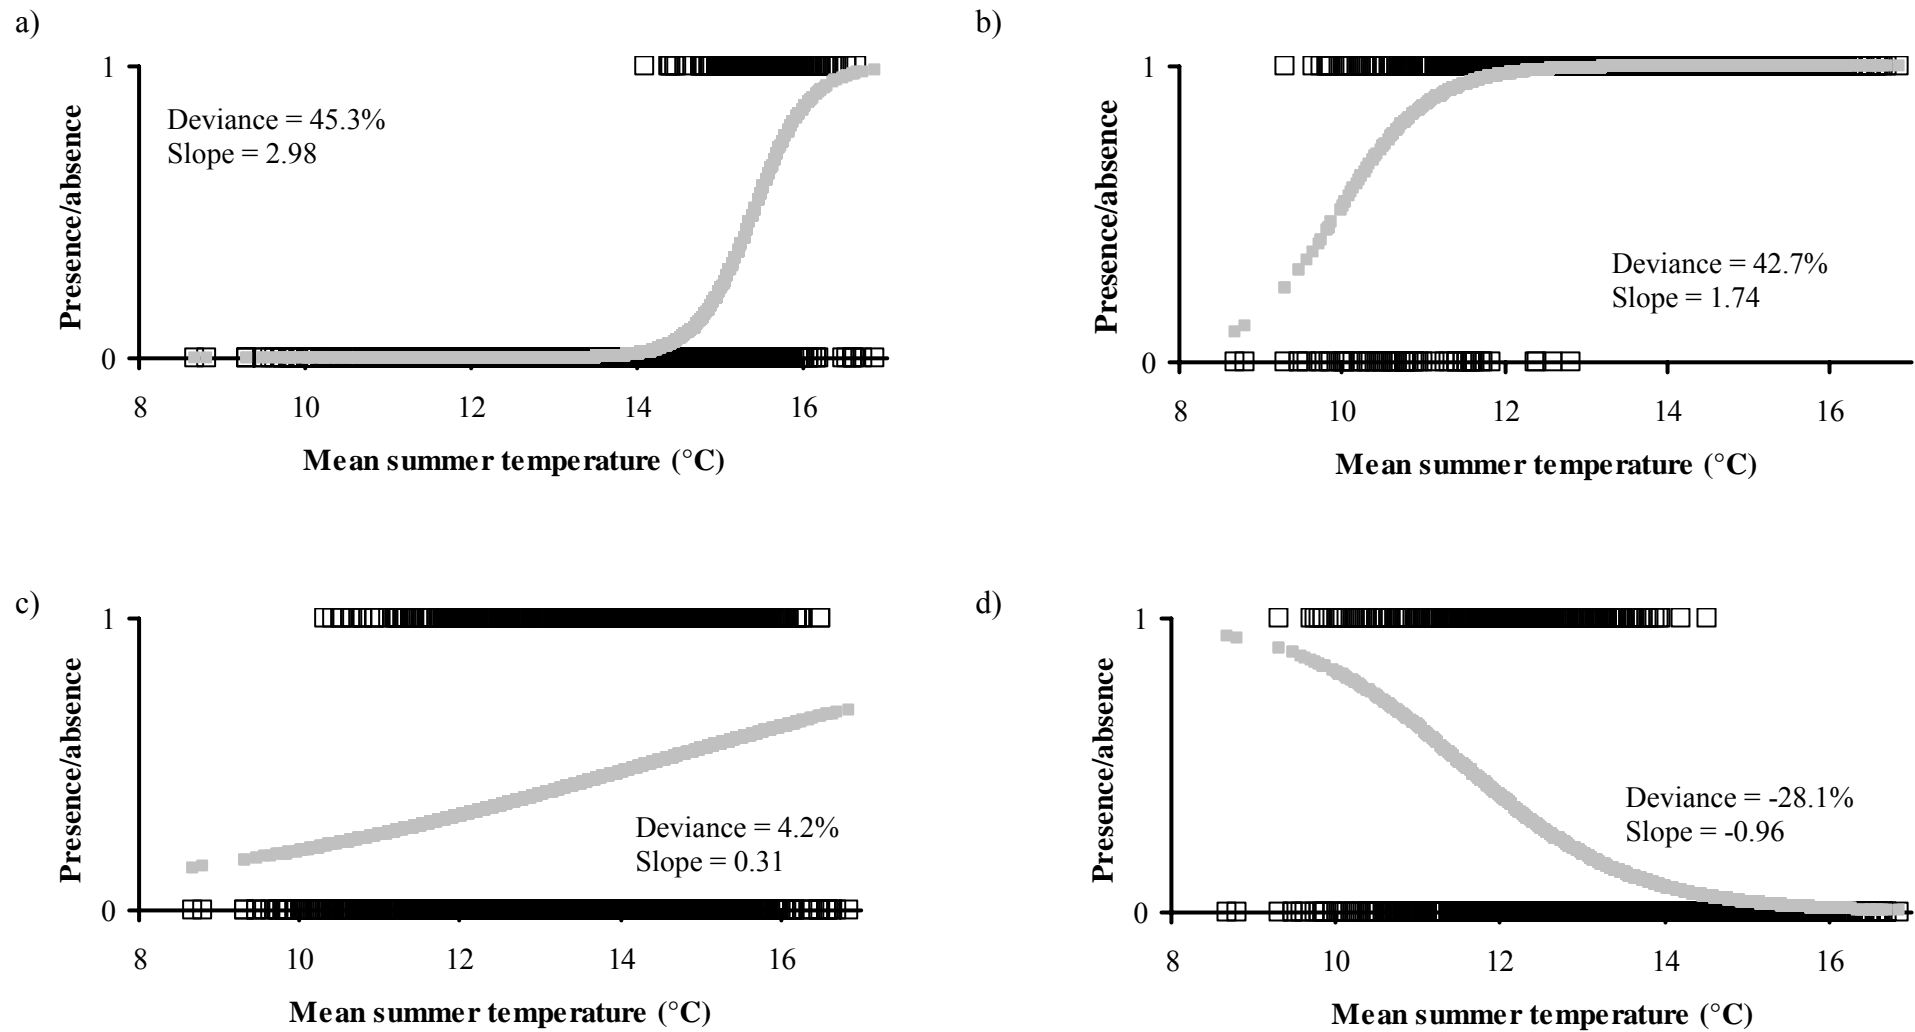 a)
1
Deviance = 45.3%
Slope = 2.98
Presence/absence
0
8 10 12 14 16
Mean summer temperature (°C)
b)
1
Deviance = 42.7%
Slope = 1.74
Presence/absence
0
8 10 12 14 16
Mean summer temperature (°C)
c)
1
Deviance = 4.2%
Slope = 0.31
Presence/absence
0
8 10 12 14 16
Mean summer temperature (°C)
d)
1
Deviance = -28.1%
Slope = -0.96
Presence/absence
0
8 10 12 14 16
Mean summer temperature (°C)